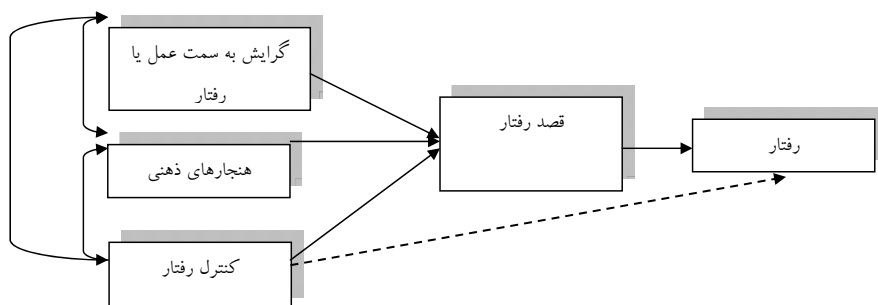 گرایش به سمت عمل یا
رفتار
قصد رفتار
رفتار
هنجارهای ذهنی
کنترل رفتار